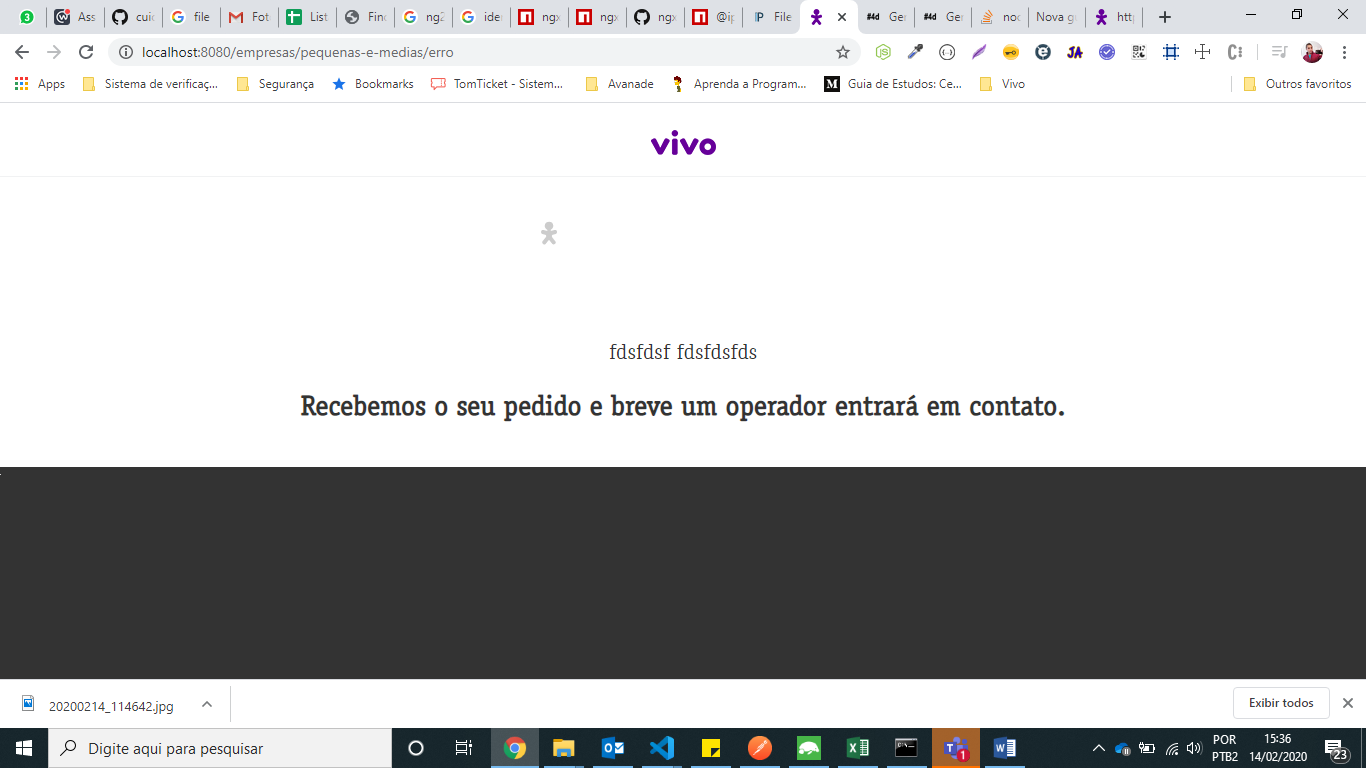 3
Ass
cuid
file
Fot
List
Finc
ng2
ide
ngx
ngx
ngx
@ip
File
Ger
Ger
noc
Nova g
http
localhost:8080/empresas/pequenas-e-medias/erro
Apps
Sistema de verificaç...
Segurança
Bookmarks
TomTicket - Sistem...
Avanade
Aprenda a Program...
Guia de Estudos: Ce...
Vivo
Outros favoritos
vivo
fdsfdsf fdsfdsfds
Recebemos o seu pedido e breve um operador entrará em contato.
20200214_114642.jpg
Exibir todos
Digite aqui para pesquisar
1
POR
PTB2
15:36
14/02/2020
23